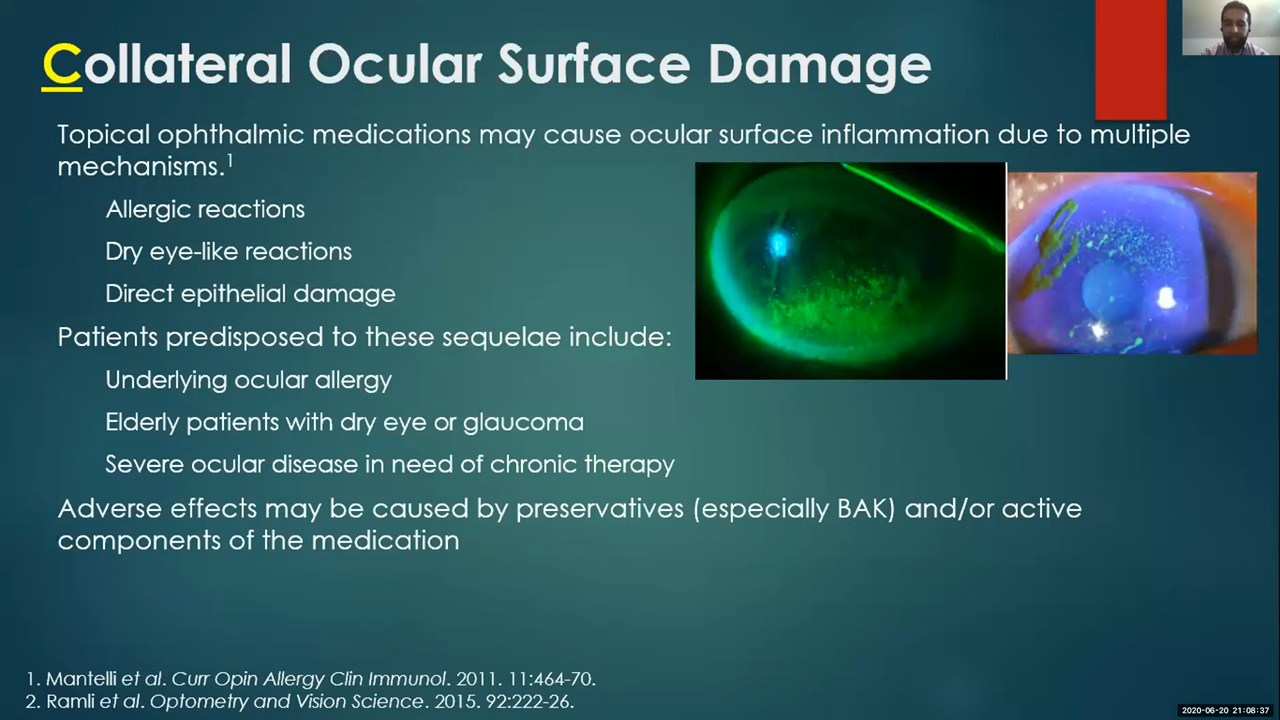 Collateral Ocular Surface Damage
Topical ophthalmic medications may cause ocular surface inflammation due to multiple
mechanisms.1
Allergic reactions
Dry eye-like reactions
Direct epithelial damage
Patients predisposed to these sequelae include:
Underlying ocular allergy
Elderly patients with dry eye or glaucoma
Severe ocular disease in need of chronic therapy
Adverse effects may be caused by preservatives (especially BAK) and/or active
components of the medication
1. Mantelli et al. Curr Opin Allergy Clin Immunol. 2011. 11:464-70.
2. Ramli et al. Optometry and Vision Science. 2015. 92:222-26.
2020-06-20 21:08:37